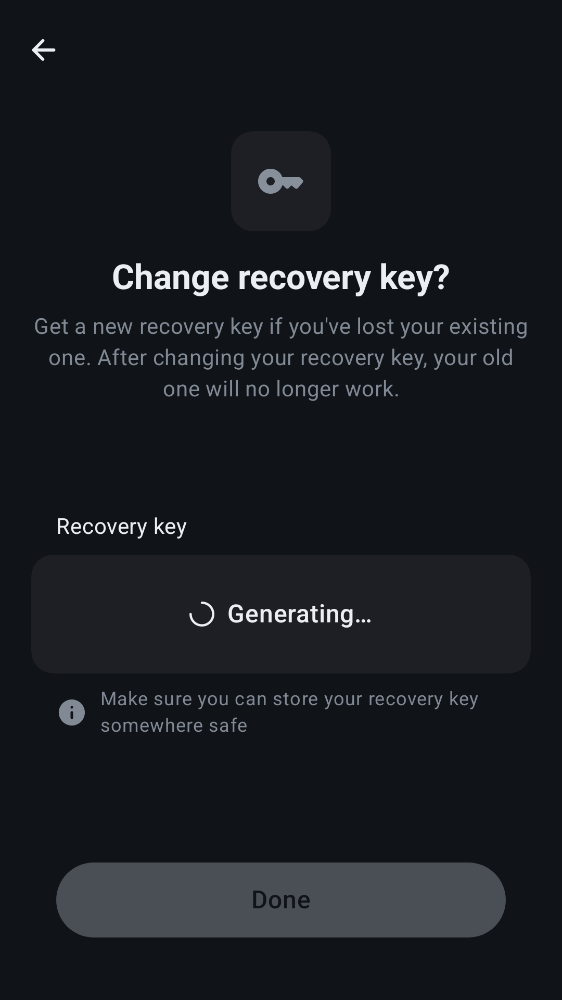 Change recovery key?
Get a new recovery key if you've lost your existing
one. After changing your recovery key, your old
one will no longer work.
Recovery key
Generating…
Make sure you can store your recovery key
somewhere safe
Done